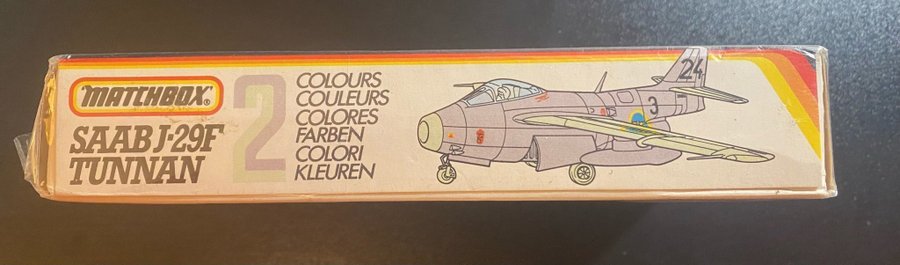 MATCHBOX
SAAB J-29F
TUNNAN
2
COLOURS
COULEURS
COLORES
FARBEN
COLORI
KLEUREN
24
3